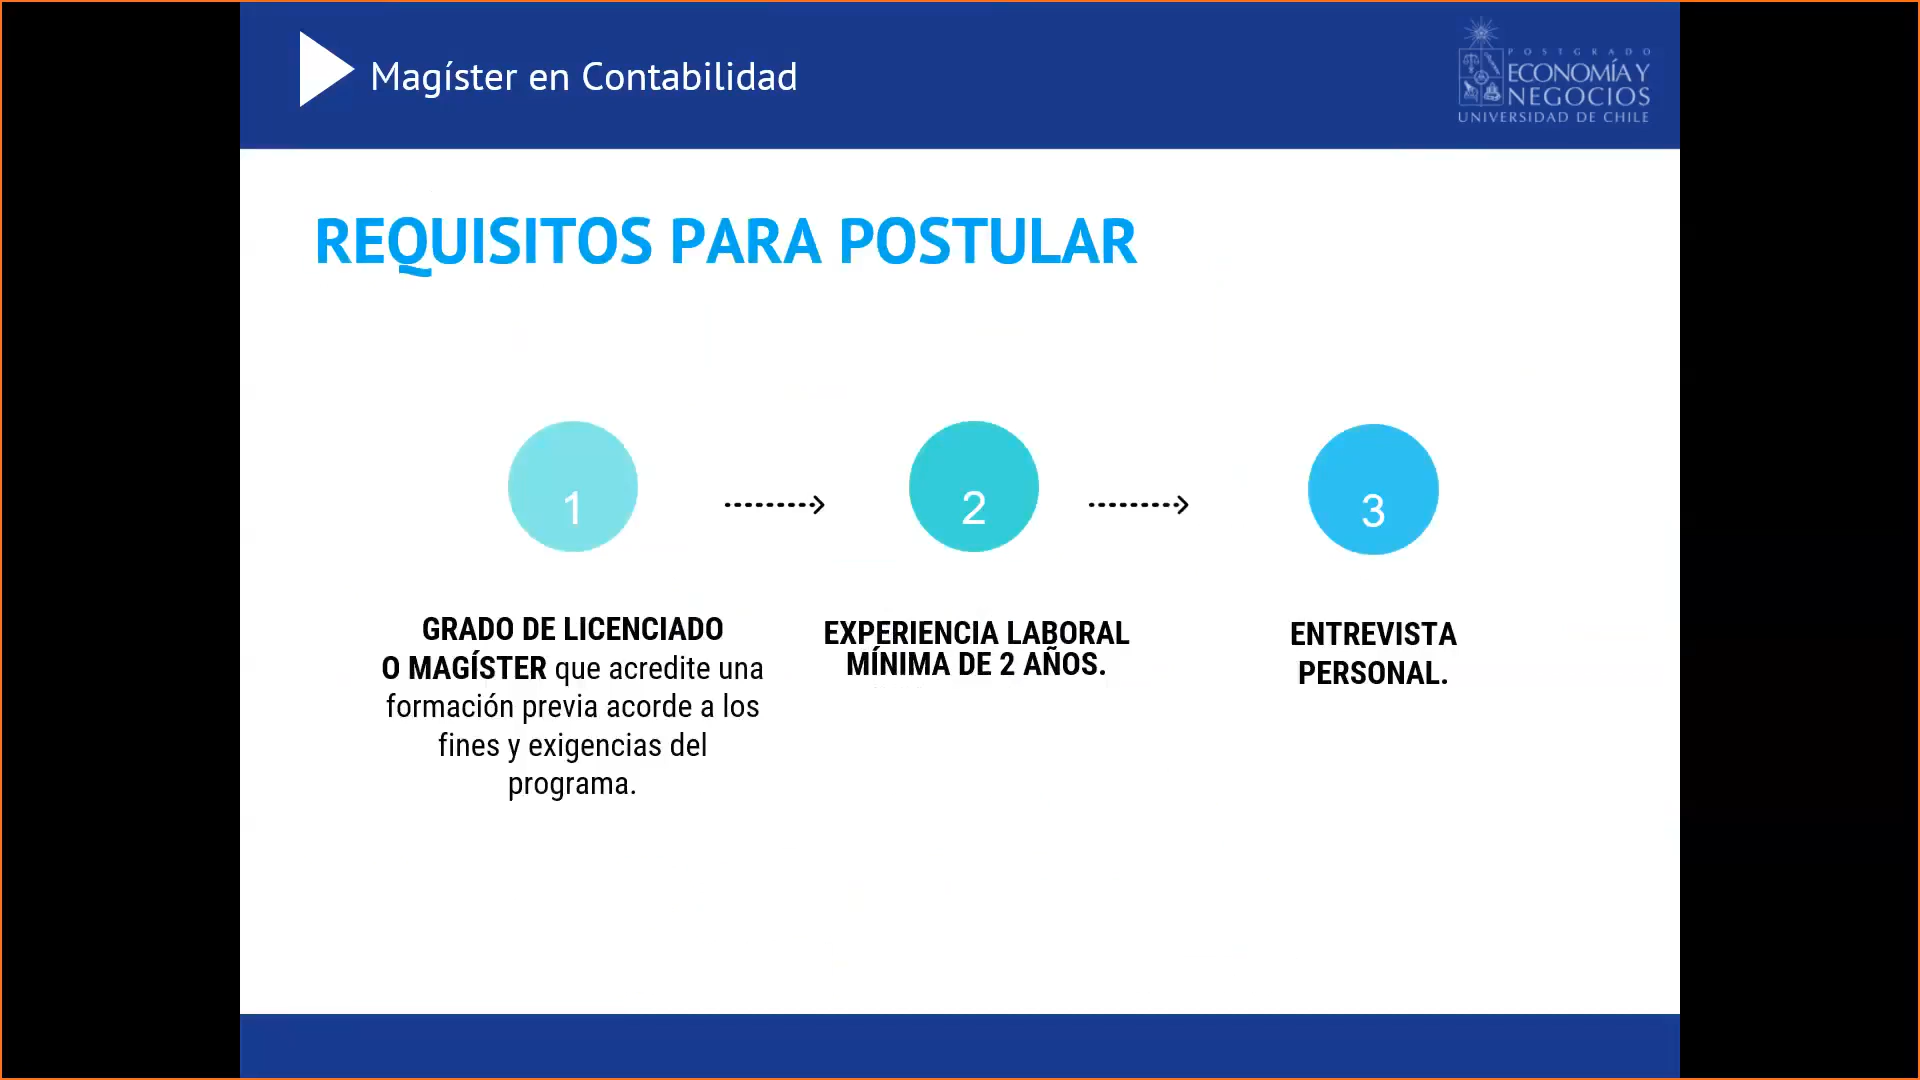 Magíster en Contabilidad
POSTGRADO
ECONOMÍA Y
NEGOCIOS
UNIVERSIDAD DE CHILE
REQUISITOS PARA POSTULAR
1
2
3
GRADO DE LICENCIADO
O MAGÍSTER que acredite una
formación previa acorde a los
fines y exigencias del
programa.
EXPERIENCIA LABORAL
MÍNIMA DE 2 AÑOS.
ENTREVISTA
PERSONAL.